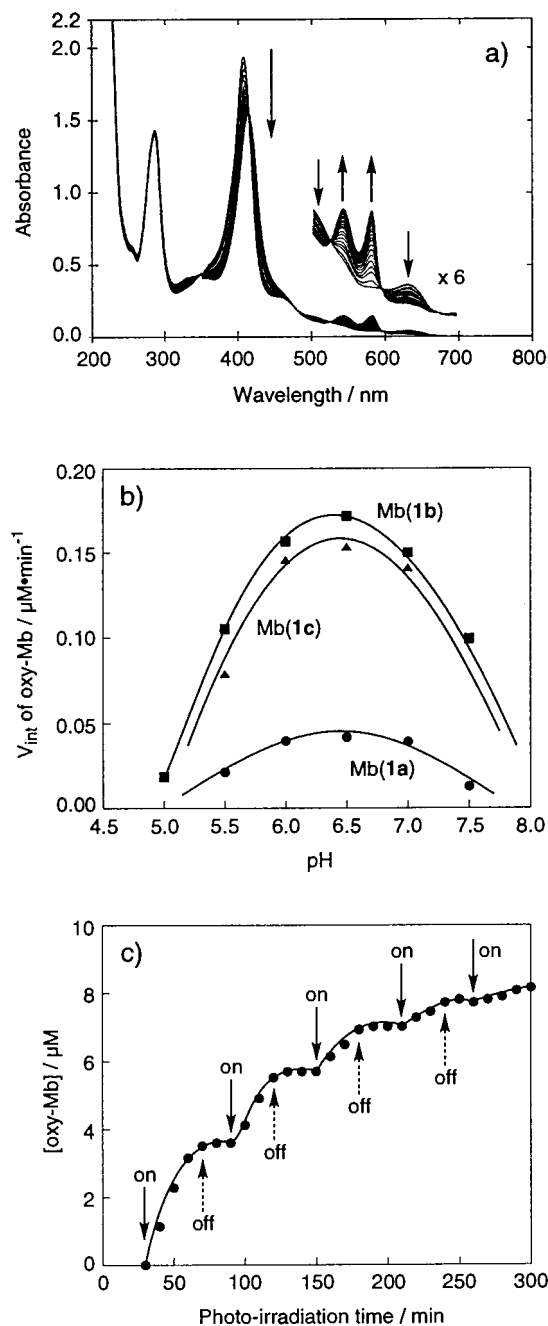 a)
2.2
2.0
1.5
1.0
0.5
0.0
Absorbance
x 6
200 300 400 500 600 700 800
Wavelength / nm
b)
0.20
0.15
0.10
0.05
0.00
V_int of oxy-Mb / µM•min⁻¹
Mb(1b)
Mb(1c)
Mb(1a)
4.5 5.0 5.5 6.0 6.5 7.0 7.5 8.0
pH
c)
10
8
6
4
2
0
[oxy-Mb] / µM
on
on
on
on
on
off
off
off
off
0 50 100 150 200 250 300
Photo-irradiation time / min